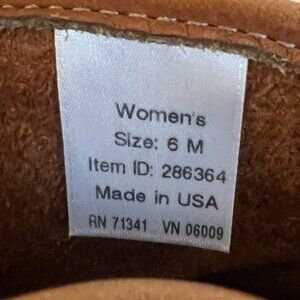 Women's
Size: 6 M
Item ID: 286364
Made in USA
RN 71341 VN 06009